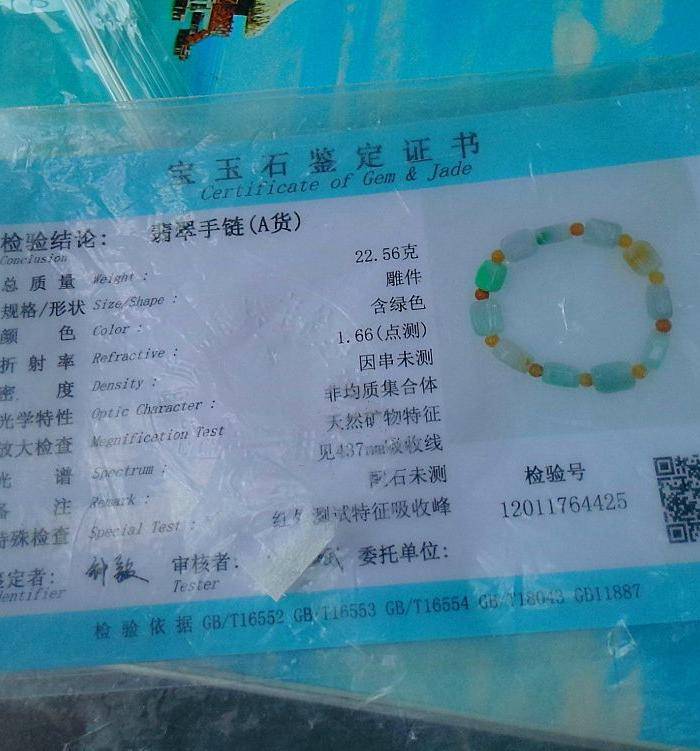 宝玉石鉴定证书
Certificate of Gem & Jade
检验结论: 翡翠手链(A货)
Conclusion
总质量 Weight : 22.56克
规格/形状 Size/Shape : 雕件
颜色 Color : 含绿色
折射率 Refractive : 1.66(点测)
密度 Density : 因串未测
光学特性 Optic Character : 非均质集合体
放大检查 Megnification Test 天然矿物特征
光谱 Spectrum : 见437nm吸收线
备注 Remark : 配石未测
特殊检查 Special Test : 红外测试特征吸收峰
检验号
12011764425
鉴定者: 审核者: 委托单位:
Identifier Tester
检验依据 GB/T16552 GB/T16553 GB/T16554 GB/T18043 GB11887